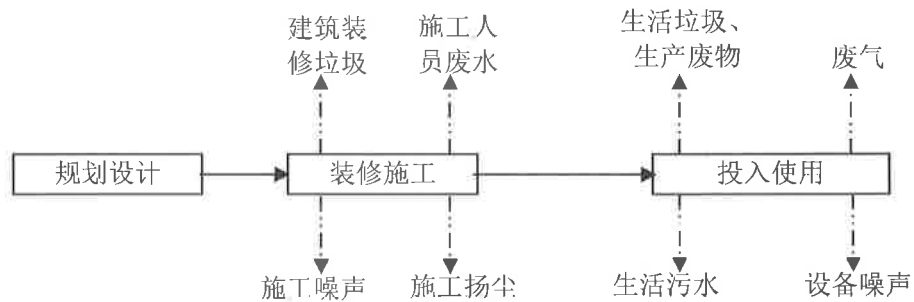 建筑装
修垃圾
施工人
员废水
生活垃圾、
生产废物
废气
规划设计
装修施工
投入使用
施工噪声
施工扬尘
生活污水
设备噪声